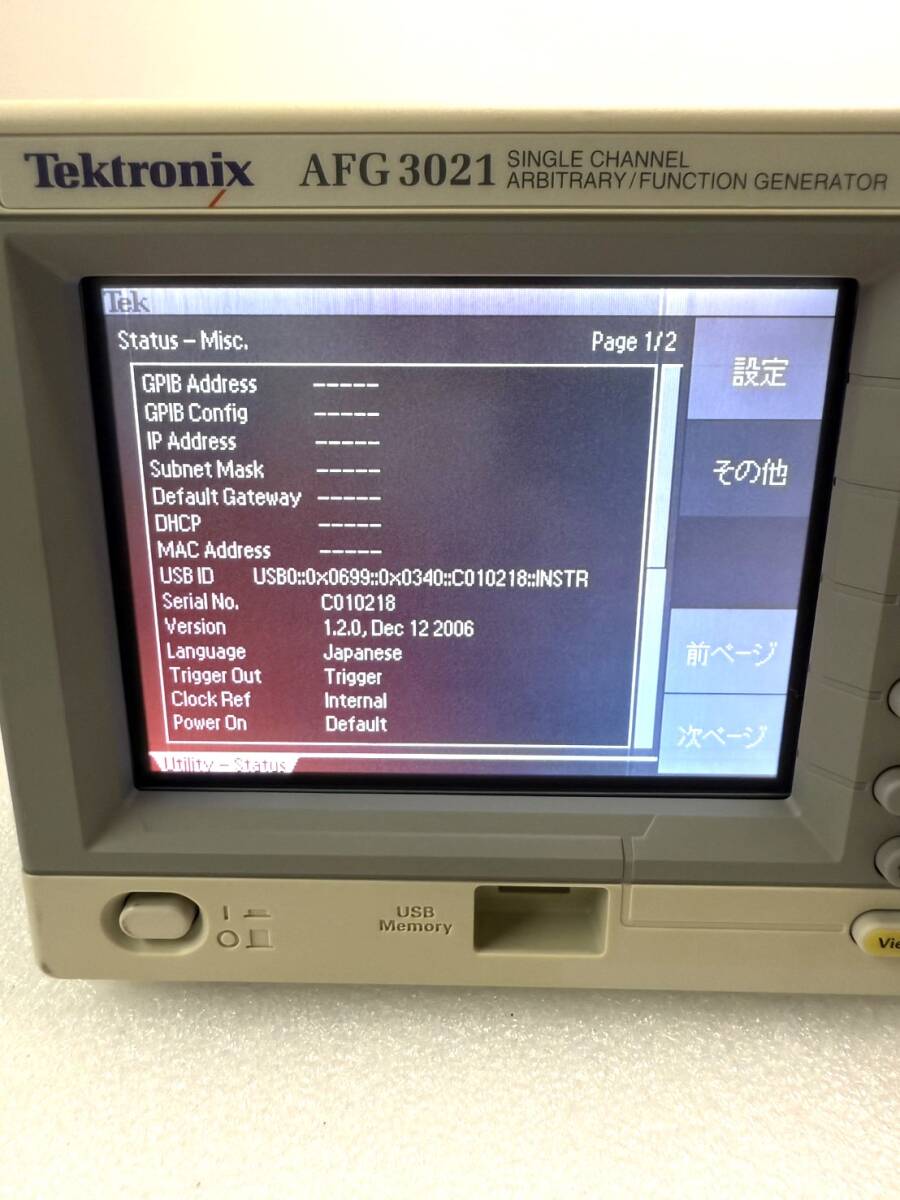 Tektronix AFG 3021 SINGLE CHANNEL
ARBITRARY/FUNCTION GENERATOR
Tek
Status – Misc. Page 1/2
GPIB Address -----
GPIB Config -----
IP Address -----
Subnet Mask -----
Default Gateway -----
DHCP -----
MAC Address -----
USB ID USB0::0x0699::0x0340::C010218::INSTR
Serial No. C010218
Version 1.2.0, Dec 12 2006
Language Japanese
Trigger Out Trigger
Clock Ref Internal
Power On Default
Utility – Status
設定
その他
前ページ
次ページ
USB
Memory